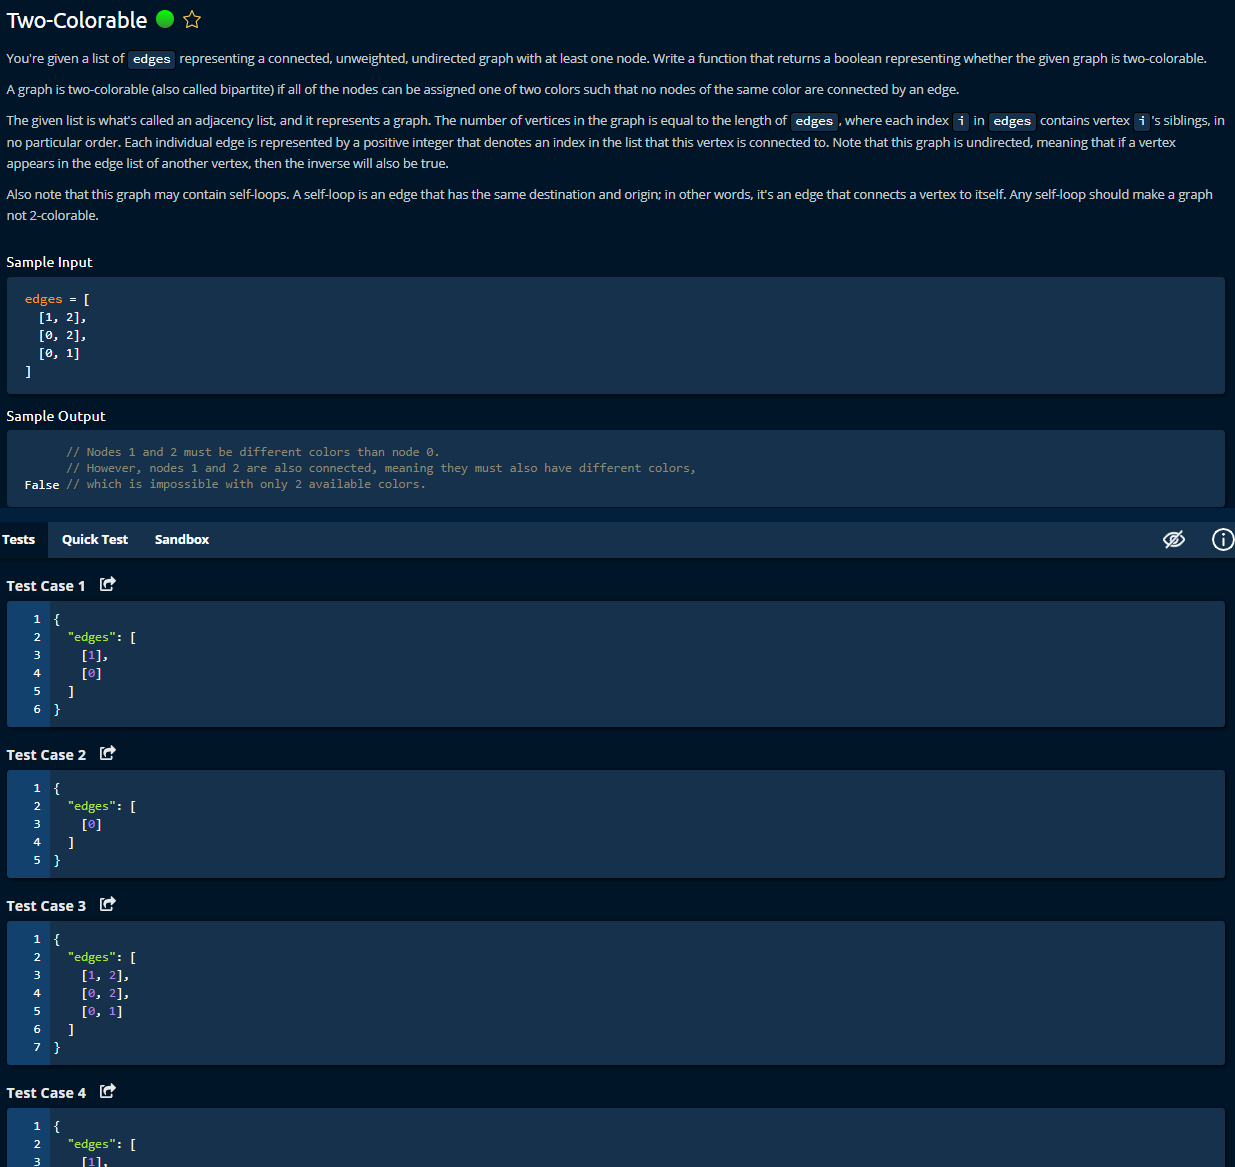 Two-Colorable
You're given a list of edges representing a connected, unweighted, undirected graph with at least one node. Write a function that returns a boolean representing whether the given graph is two-colorable.
A graph is two-colorable (also called bipartite) if all of the nodes can be assigned one of two colors such that no nodes of the same color are connected by an edge.
The given list is what's called an adjacency list, and it represents a graph. The number of vertices in the graph is equal to the length of edges , where each index i in edges contains vertex i 's siblings, in
no particular order. Each individual edge is represented by a positive integer that denotes an index in the list that this vertex is connected to. Note that this graph is undirected, meaning that if a vertex
appears in the edge list of another vertex, then the inverse will also be true.
Also note that this graph may contain self-loops. A self-loop is an edge that has the same destination and origin; in other words, it's an edge that connects a vertex to itself. Any self-loop should make a graph
not 2-colorable.
Sample Input
edges = [
[1, 2],
[0, 2],
[0, 1]
]
Sample Output
// Nodes 1 and 2 must be different colors than node 0.
// However, nodes 1 and 2 are also connected, meaning they must also have different colors,
False // which is impossible with only 2 available colors.
Tests Quick Test Sandbox
Test Case 1
1 {
2 "edges": [
3 [1],
4 [0]
5 ]
6 }
Test Case 2
1 {
2 "edges": [
3 [0]
4 ]
5 }
Test Case 3
1 {
2 "edges": [
3 [1, 2],
4 [0, 2],
5 [0, 1]
6 ]
7 }
Test Case 4
1 {
2 "edges": [
3 [1],